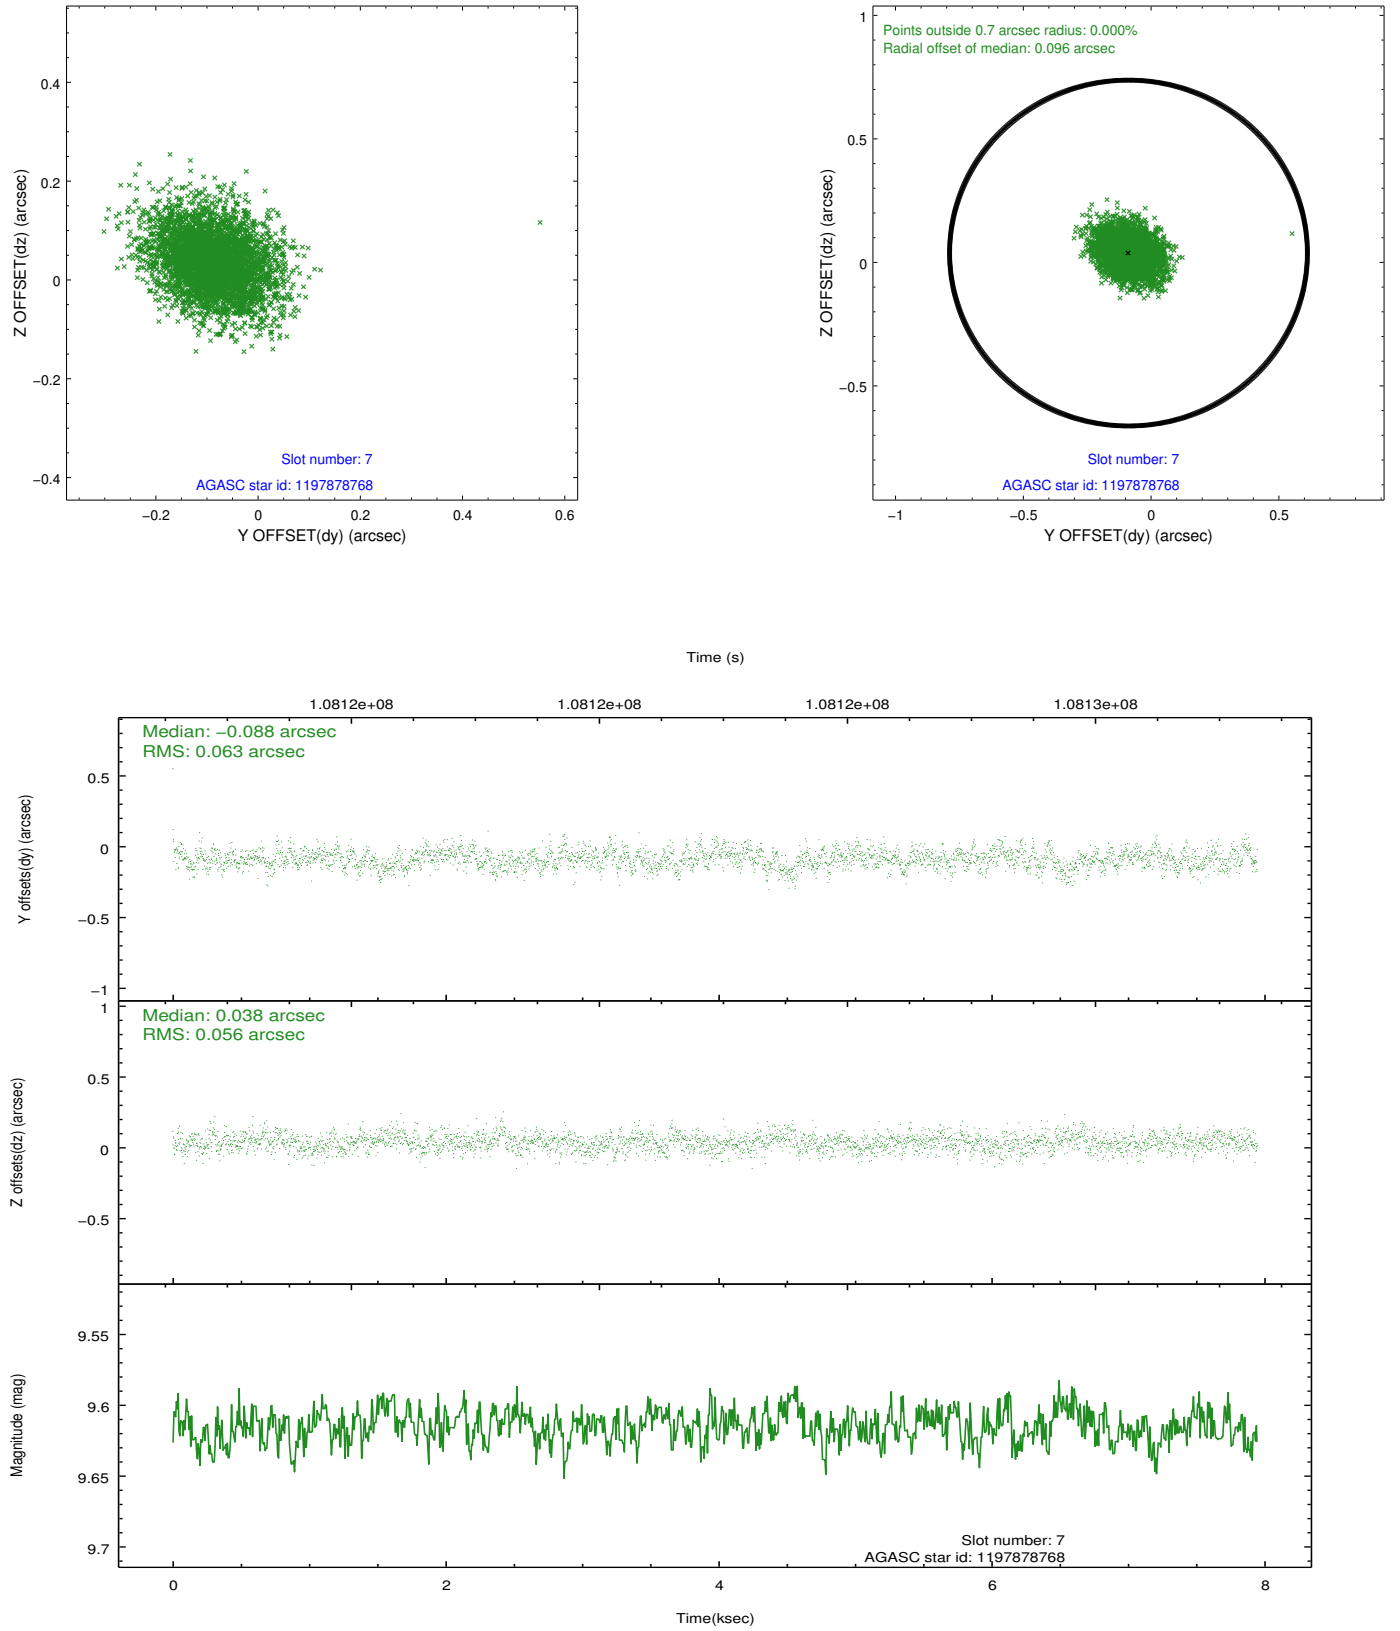 0.4
0.2
0
−0.2
−0.4
Z OFFSET(dz) (arcsec)
Slot number: 7
AGASC star id: 1197878768
−0.2
0
0.2
0.4
0.6
Y OFFSET(dy) (arcsec)
Points outside 0.7 arcsec radius: 0.000%
Radial offset of median: 0.096 arcsec
1
0.5
0
−0.5
Z OFFSET(dz) (arcsec)
Slot number: 7
AGASC star id: 1197878768
−1
−0.5
0
0.5
Y OFFSET(dy) (arcsec)
Time (s)
1.0812e+08
1.0812e+08
1.0812e+08
1.0813e+08
Median: −0.088 arcsec
RMS: 0.063 arcsec
0.5
0
−0.5
−1
Y offsets(dy) (arcsec)
Median: 0.038 arcsec
RMS: 0.056 arcsec
1
0.5
0
−0.5
Z offsets(dz) (arcsec)
9.55
9.6
9.65
9.7
Magnitude (mag)
Slot number: 7
AGASC star id: 1197878768
0
2
4
6
8
Time(ksec)